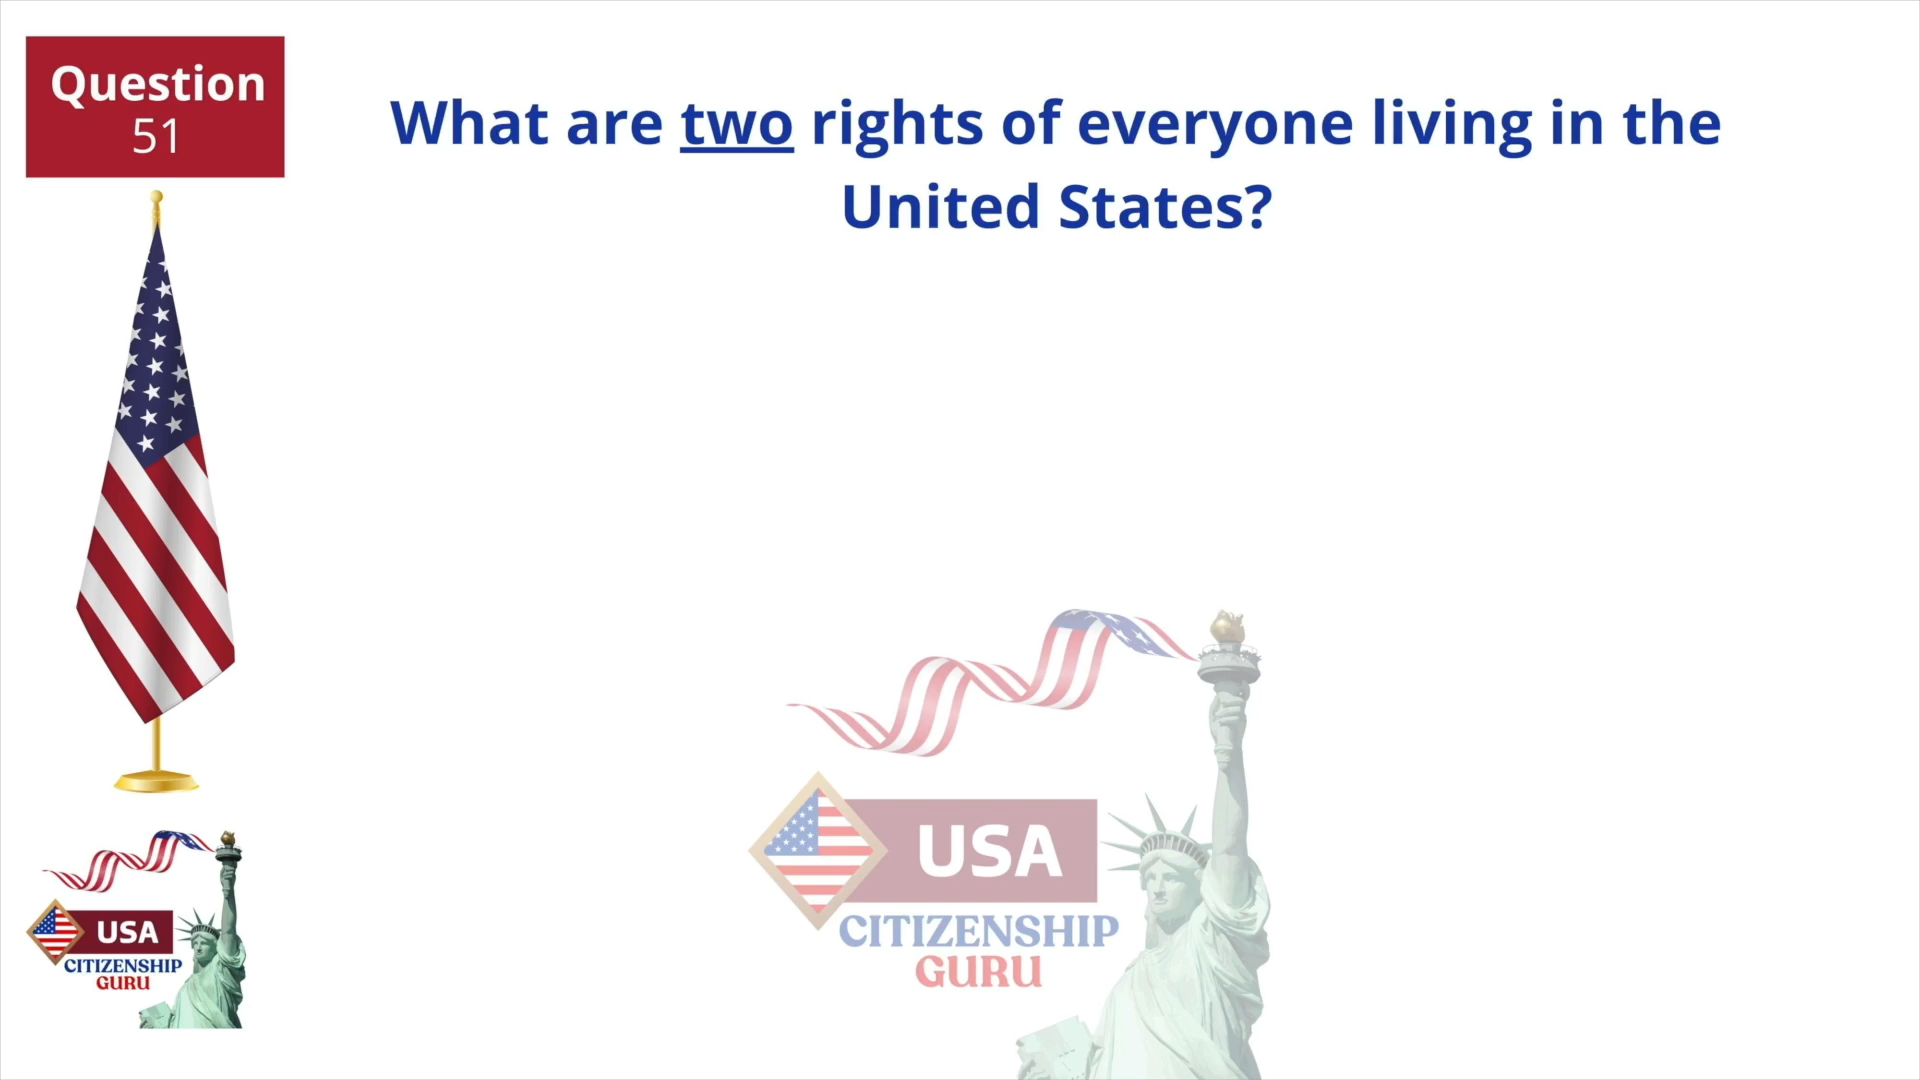 Question
51
What are two rights of everyone living in the
United States?
USA
CITIZENSHIP
GURU
USA
CITIZENSHIP
GURU